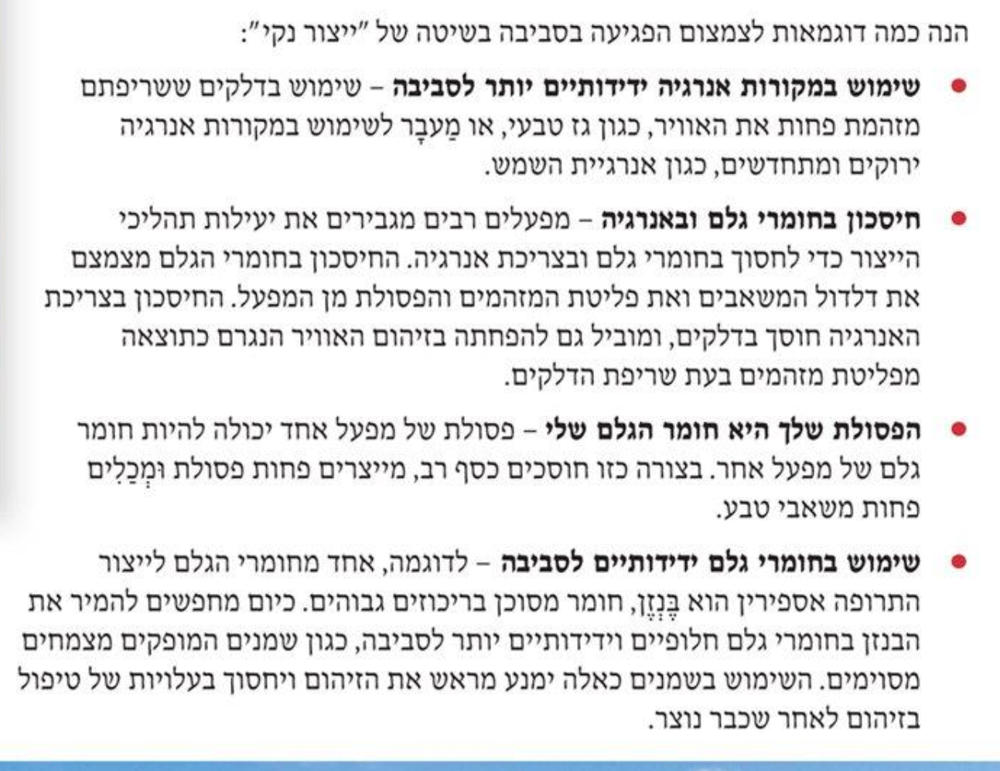 הנה כמה דוגמאות לצמצום הפגיעה בסביבה בשיטה של "ייצור נקי":
• שימוש במקורות אנרגיה ידידותיים יותר לסביבה – שימוש בדלקים ששריפתם
מזהמת פחות את האוויר, כגון גז טבעי, או מַעבָר לשימוש במקורות אנרגיה
ירוקים ומתחדשים, כגון אנרגיית השמש.
• חיסכון בחומרי גלם ובאנרגיה – מפעלים רבים מגבירים את יעילות תהליכי
הייצור כדי לחסוך בחומרי גלם ובצריכת אנרגיה. החיסכון בחומרי הגלם מצמצם
את דלדול המשאבים ואת פליטת המזהמים והפסולת מן המפעל. החיסכון בצריכת
האנרגיה חוסך בדלקים, ומוביל גם להפחתה בזיהום האוויר הנגרם כתוצאה
מפליטת מזהמים בעת שריפת הדלקים.
• הפסולת שלך היא חומר הגלם שלי – פסולת של מפעל אחד יכולה להיות חומר
גלם של מפעל אחר. בצורה כזו חוסכים כסף רב, מייצרים פחות פסולת וּמְכַלִים
פחות משאבי טבע.
• שימוש בחומרי גלם ידידותיים לסביבה – לדוגמה, אחד מחומרי הגלם לייצור
התרופה אספירין הוא בֶּנְזֶן, חומר מסוכן בריכוזים גבוהים. כיום מחפשים להמיר את
הבנזן בחומרי גלם חלופיים וידידותיים יותר לסביבה, כגון שמנים המופקים מצמחים
מסוימים. השימוש בשמנים כאלה ימנע מראש את הזיהום ויחסוך בעלויות של טיפול
בזיהום לאחר שכבר נוצר.